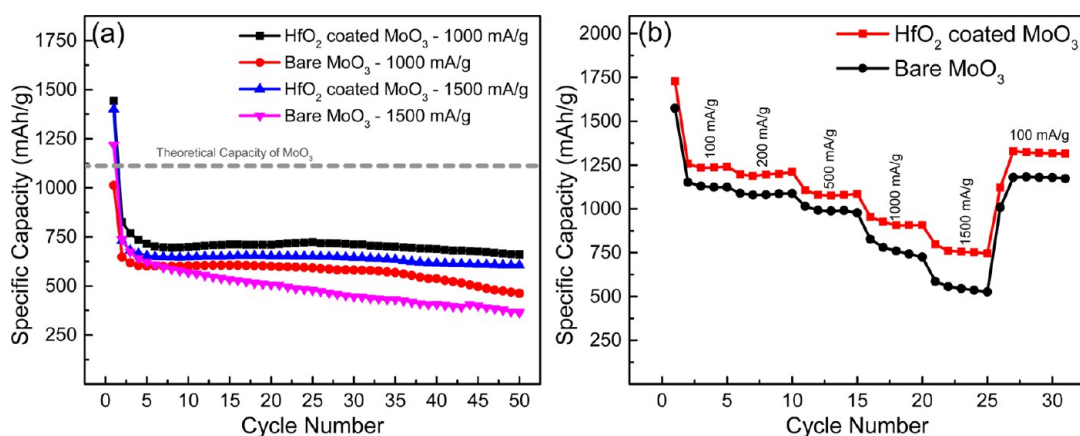 (a)
HfO₂ coated MoO₃ - 1000 mA/g
Bare MoO₃ - 1000 mA/g
HfO₂ coated MoO₃ - 1500 mA/g
Bare MoO₃ - 1500 mA/g
Theoretical Capacity of MoO₃
1750
1500
1250
1000
750
500
250
Specific Capacity (mAh/g)
0 5 10 15 20 25 30 35 40 45 50
Cycle Number
(b)
HfO₂ coated MoO₃
Bare MoO₃
100 mA/g
200 mA/g
500 mA/g
1000 mA/g
1500 mA/g
100 mA/g
2000
1750
1500
1250
1000
750
500
250
0
Specific Capacity (mAh/g)
0 5 10 15 20 25 30
Cycle Number